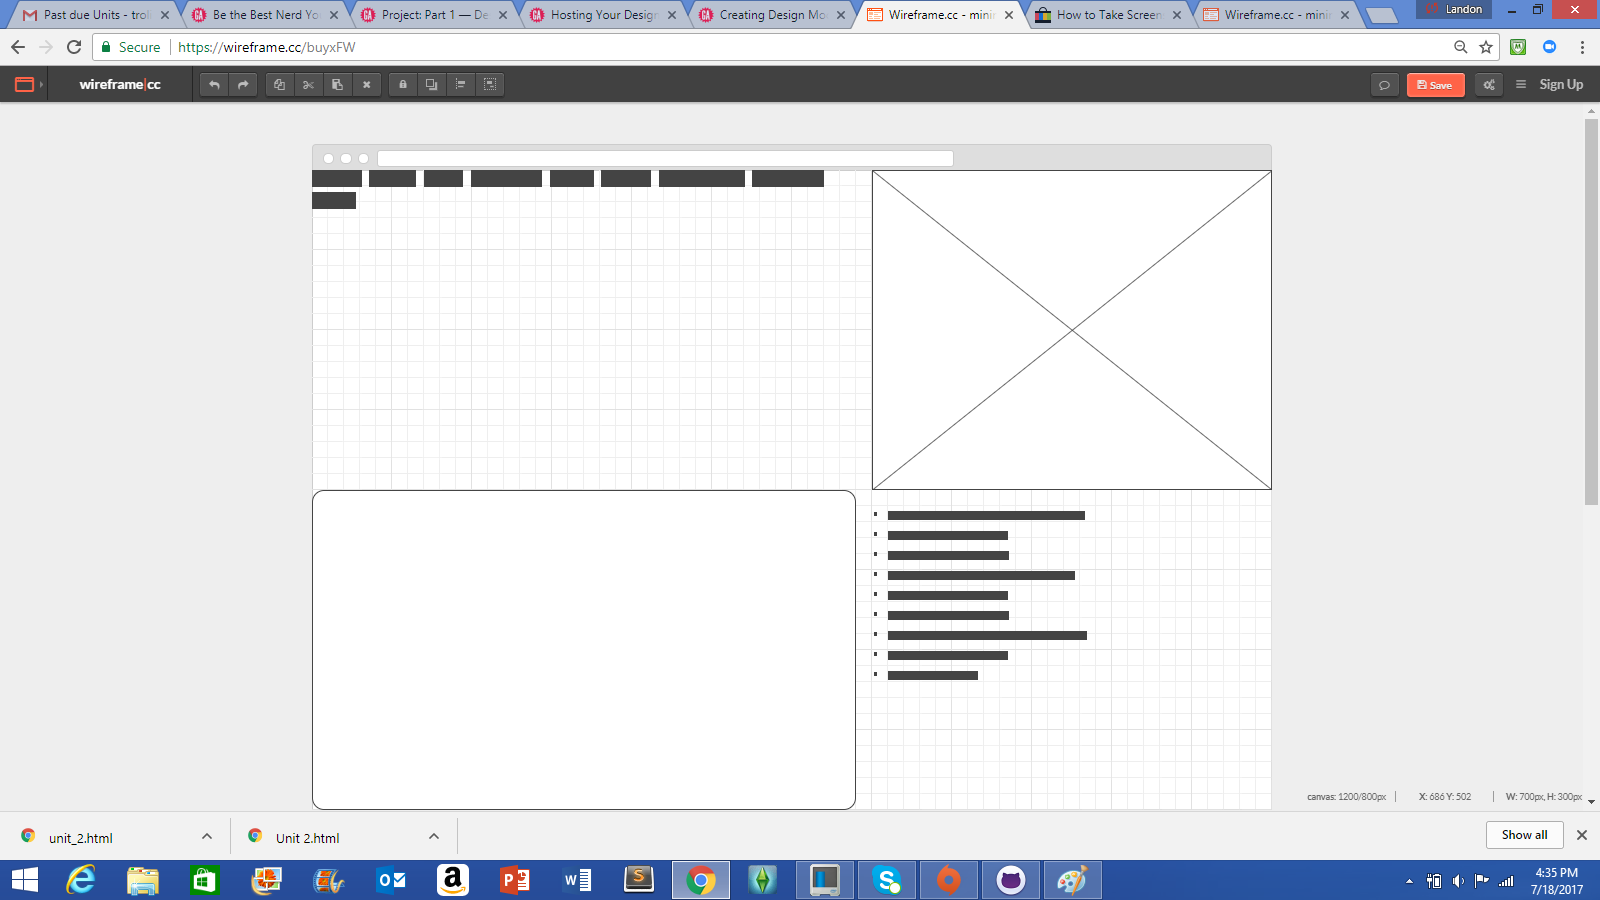 Past due Units - troli
Be the Best Nerd Yo
Project: Part 1 — De
Hosting Your Design
Creating Design Mo
Wireframe.cc - mini
How to Take Screen
Wireframe.cc - mini
Landon
Secure
https://wireframe.cc/buyxFW
wireframe|cc
Save
Sign Up
canvas: 1200/800px
X: 686 Y: 502
W: 700px, H: 300px
unit_2.html
Unit 2.html
Show all
4:35 PM
7/18/2017